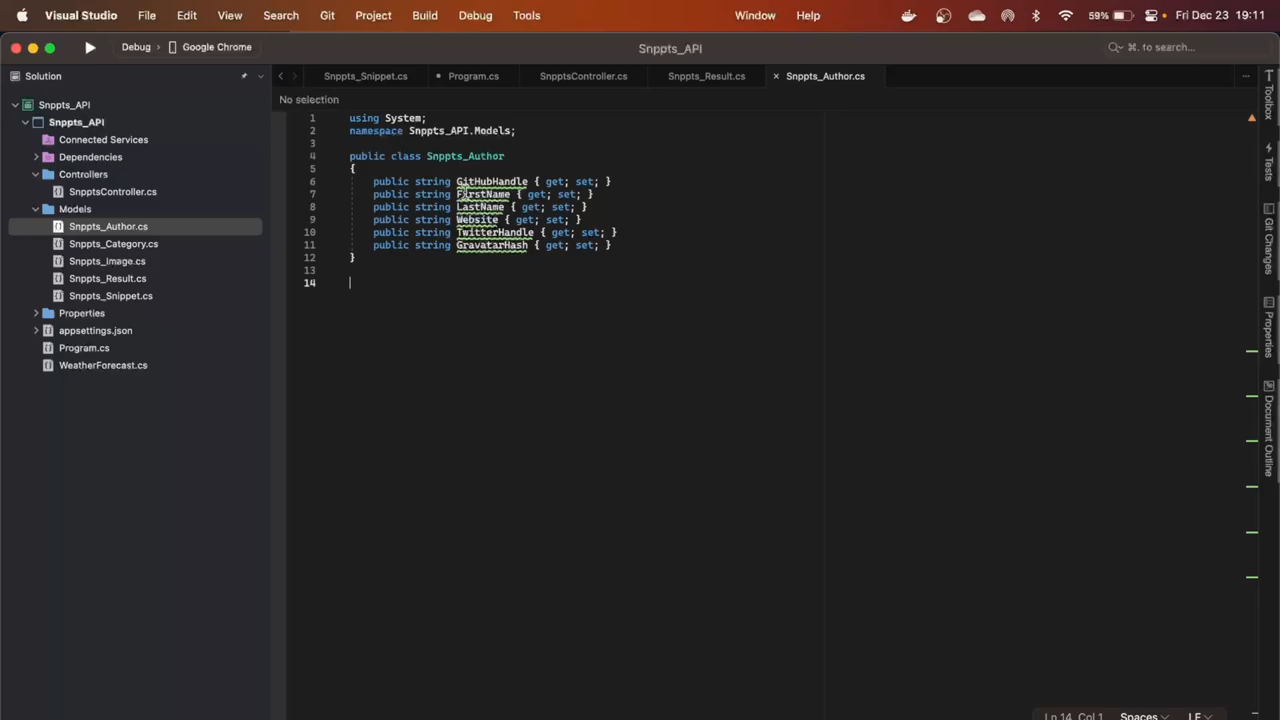 Visual Studio File Edit View Search Git Project Build Debug Tools Window Help 59% Fri Dec 23 19:11
Debug > Google Chrome Snppts_API ⌘. to search...
Solution
Snppts_API
Snppts_API
Connected Services
Dependencies
Controllers
SnpptsController.cs
Models
Snppts_Author.cs
Snppts_Category.cs
Snppts_Image.cs
Snppts_Result.cs
Snppts_Snippet.cs
Properties
appsettings.json
Program.cs
WeatherForecast.cs
Snppts_Snippet.cs Program.cs SnpptsController.cs Snppts_Result.cs Snppts_Author.cs
No selection
1 using System;
2 namespace Snppts_API.Models;
3
4 public class Snppts_Author
5 {
6 public string GitHubHandle { get; set; }
7 public string FirstName { get; set; }
8 public string LastName { get; set; }
9 public string Website { get; set; }
10 public string TwitterHandle { get; set; }
11 public string GravatarHash { get; set; }
12 }
13
14
Toolbox
Tests
Git Changes
Properties
Document Outline
Ln 14, Col 1 Spaces LF